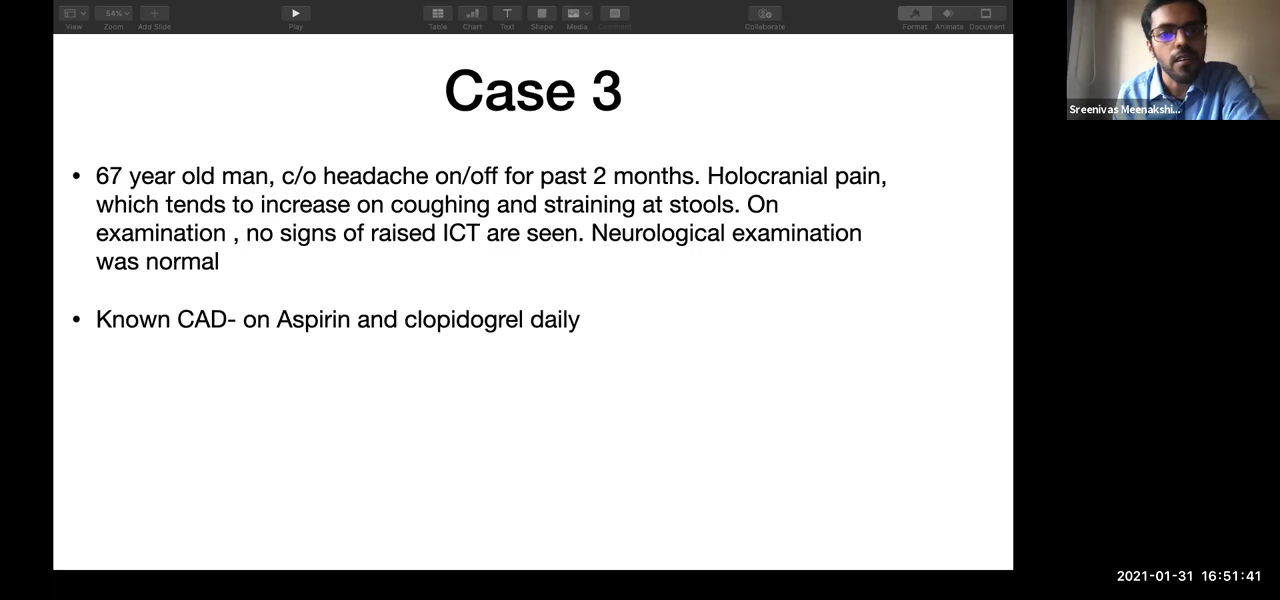 View
54%
Zoom
Add Slide
Play
Table
Chart
Text
Shape
Media
Comment
Collaborate
Format
Animate
Document
Sreenivas Meenakshi...
Case 3
• 67 year old man, c/o headache on/off for past 2 months. Holocranial pain,
which tends to increase on coughing and straining at stools. On
examination , no signs of raised ICT are seen. Neurological examination
was normal
• Known CAD- on Aspirin and clopidogrel daily
2021-01-31 16:51:41